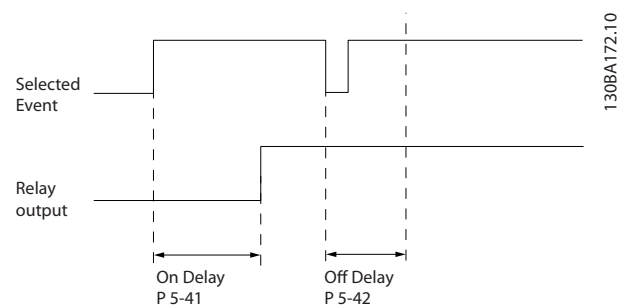 130BA172.10
Selected
Event
Relay
output
On Delay
P 5-41
Off Delay
P 5-42